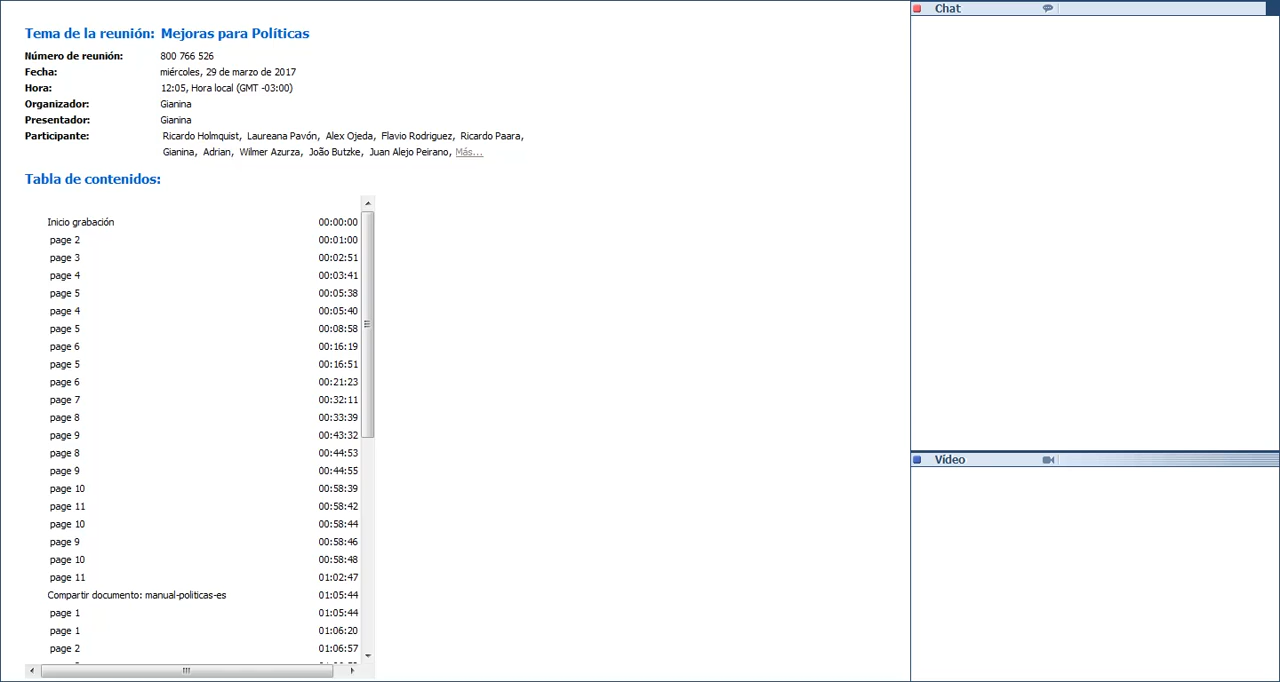 Tema de la reunión: Mejoras para Políticas
Número de reunión: 800 766 526
Fecha: miércoles, 29 de marzo de 2017
Hora: 12:05, Hora local (GMT -03:00)
Organizador: Gianina
Presentador: Gianina
Participante: Ricardo Holmquist, Laureana Pavón, Alex Ojeda, Flavio Rodriguez, Ricardo Paara,
Gianina, Adrian, Wilmer Azurza, João Butzke, Juan Alejo Peirano, Más...
Tabla de contenidos:
Inicio grabación 00:00:00
page 2 00:01:00
page 3 00:02:51
page 4 00:03:41
page 5 00:05:38
page 4 00:05:40
page 5 00:08:58
page 6 00:16:19
page 5 00:16:51
page 6 00:21:23
page 7 00:32:11
page 8 00:33:39
page 9 00:43:32
page 8 00:44:53
page 9 00:44:55
page 10 00:58:39
page 11 00:58:42
page 10 00:58:44
page 9 00:58:46
page 10 00:58:48
page 11 01:02:47
Compartir documento: manual-politicas-es 01:05:44
page 1 01:05:44
page 1 01:06:20
page 2 01:06:57
Chat
Vídeo